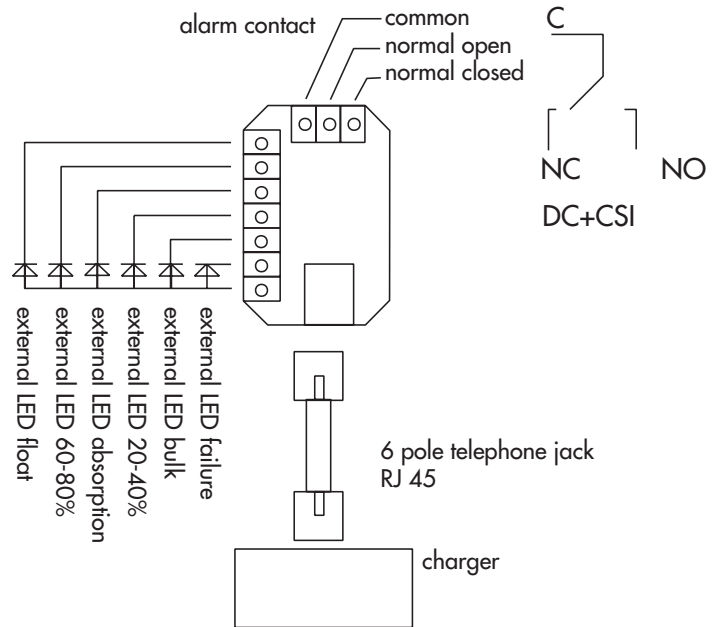 alarm contact
common
normal open
normal closed
C
NC
NO
DC+CSI
external LED float
external LED 60-80%
external LED absorption
external LED 20-40%
external LED bulk
external LED failure
6 pole telephone jack
RJ 45
charger